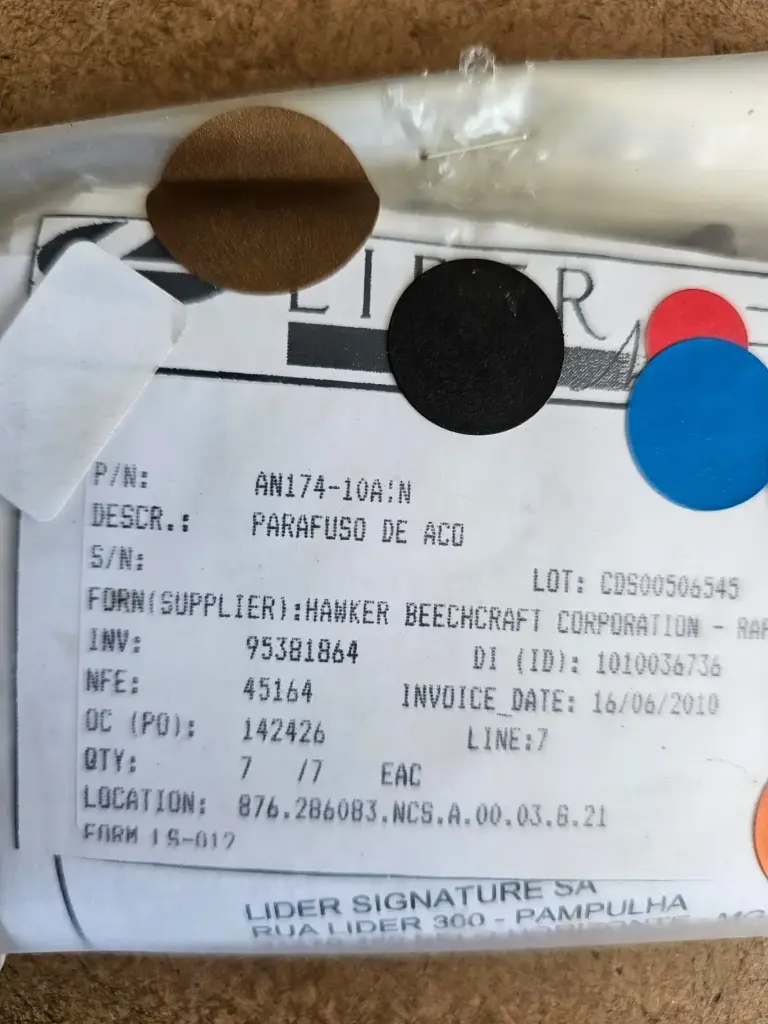 P/N: AN174-10A:N
DESCR.: PARAFUSO DE ACO
S/N:
LOT: CDS00506545
FORN(SUPPLIER):HAWKER BEECHCRAFT CORPORATION - RAP
INV: 95381864
DI (ID): 1010036736
NFE: 45164
INVOICE_DATE: 16/06/2010
OC (PO): 142426
LINE:7
QTY: 7 /7 EAC
LOCATION: 876.286083.NCS.A.00.03.6.21
FORM LS-012
LIDER SIGNATURE SA
RUA LIDER 300 - PAMPULHA